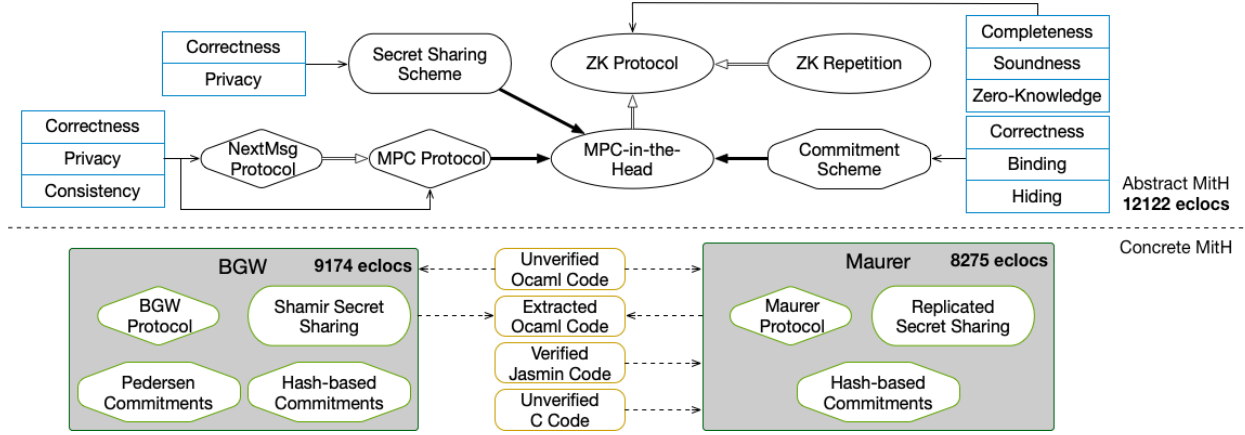 Correctness
Privacy
Secret Sharing
Scheme
ZK Protocol
ZK Repetition
Completeness
Soundness
Zero-Knowledge
Correctness
Privacy
Consistency
NextMsg
Protocol
MPC Protocol
MPC-in-the-
Head
Commitment
Scheme
Correctness
Binding
Hiding
Abstract MitH
12122 eclocs
Concrete MitH
BGW
9174 eclocs
BGW
Protocol
Shamir Secret
Sharing
Pedersen
Commitments
Hash-based
Commitments
Unverified
Ocaml Code
Extracted
Ocaml Code
Verified
Jasmin Code
Unverified
C Code
Maurer
8275 eclocs
Maurer
Protocol
Replicated
Secret Sharing
Hash-based
Commitments